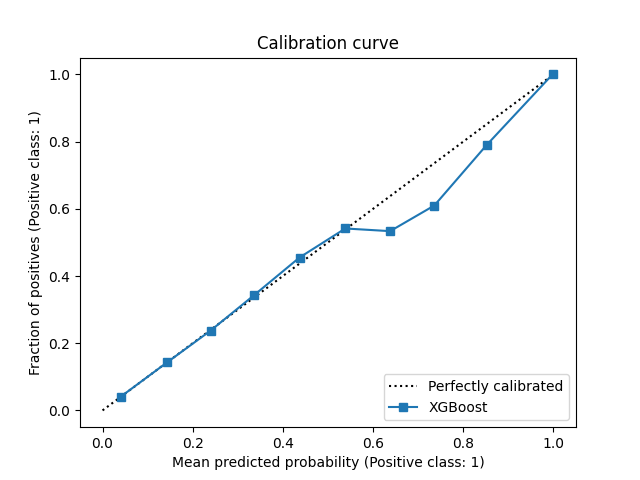 Calibration curve
1.0
0.8
0.6
0.4
0.2
0.0
Fraction of positives (Positive class: 1)
Perfectly calibrated
XGBoost
0.0 0.2 0.4 0.6 0.8 1.0
Mean predicted probability (Positive class: 1)